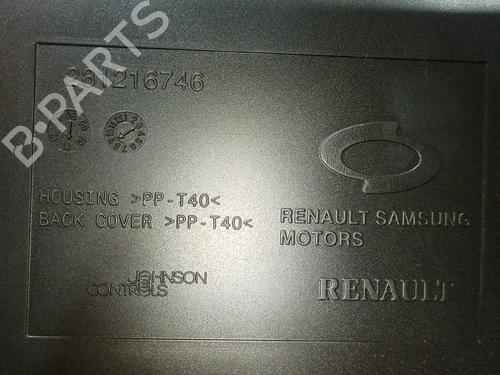 281216746
HOUSING >PP-T40<
BACK COVER >PP-T40<
RENAULT SAMSUNG
MOTORS
JOHNSON
CONTROLS
RENAULT
B-PARTS